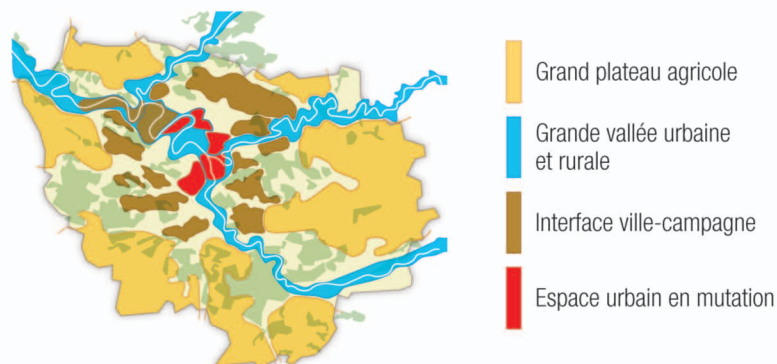 Grand plateau agricole
Grande vallée urbaine
et rurale
Interface ville-campagne
Espace urbain en mutation